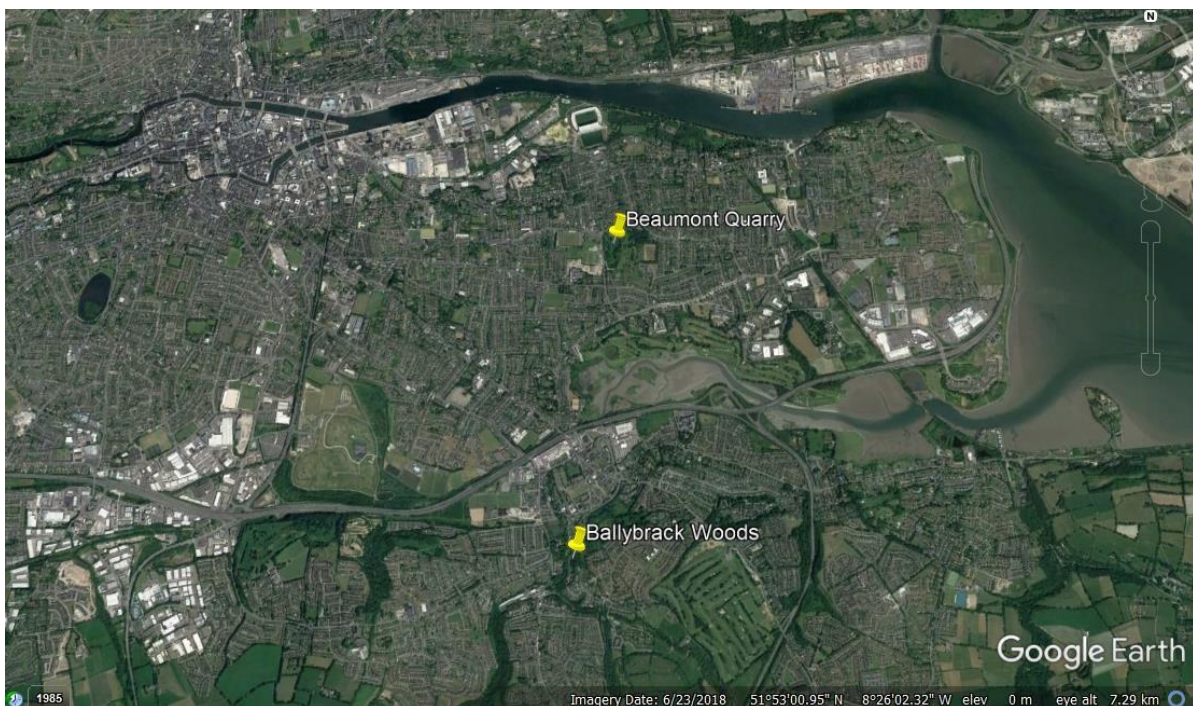 N
Beaumont Quarry
Ballybrack Woods
Google Earth
1985
Imagery Date: 6/23/2018 51°53'00.95" N 8°26'02.32" W elev 0 m eye alt 7.29 km